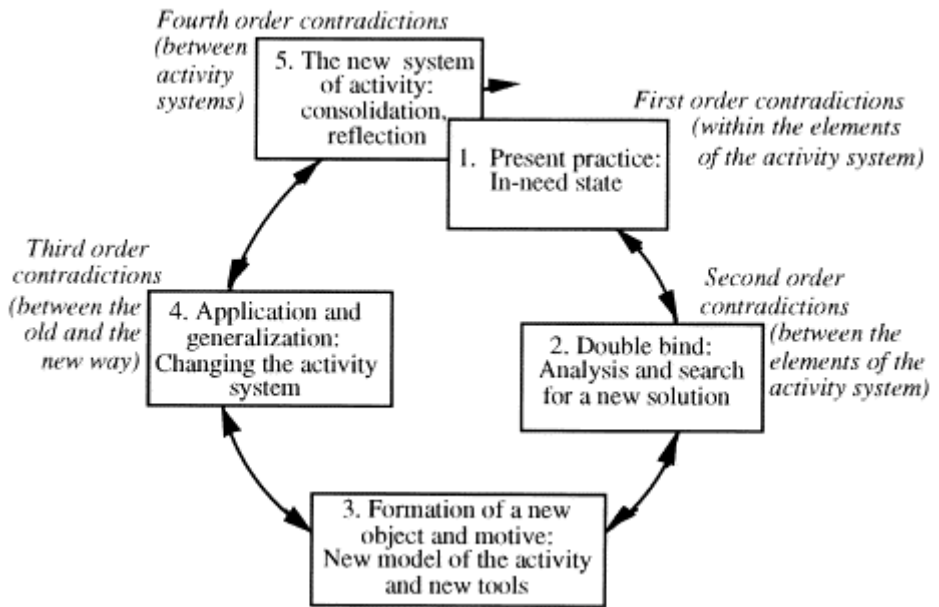 Fourth order contradictions
(between
activity
systems)
5. The new system
of activity:
consolidation,
reflection
First order contradictions
(within the elements
of the activity system)
1. Present practice:
In-need state
Second order
contradictions
(between the
elements of the
activity system)
2. Double bind:
Analysis and search
for a new solution
3. Formation of a new
object and motive:
New model of the activity
and new tools
Third order
contradictions
(between the
old and the
new way)
4. Application and
generalization:
Changing the activity
system